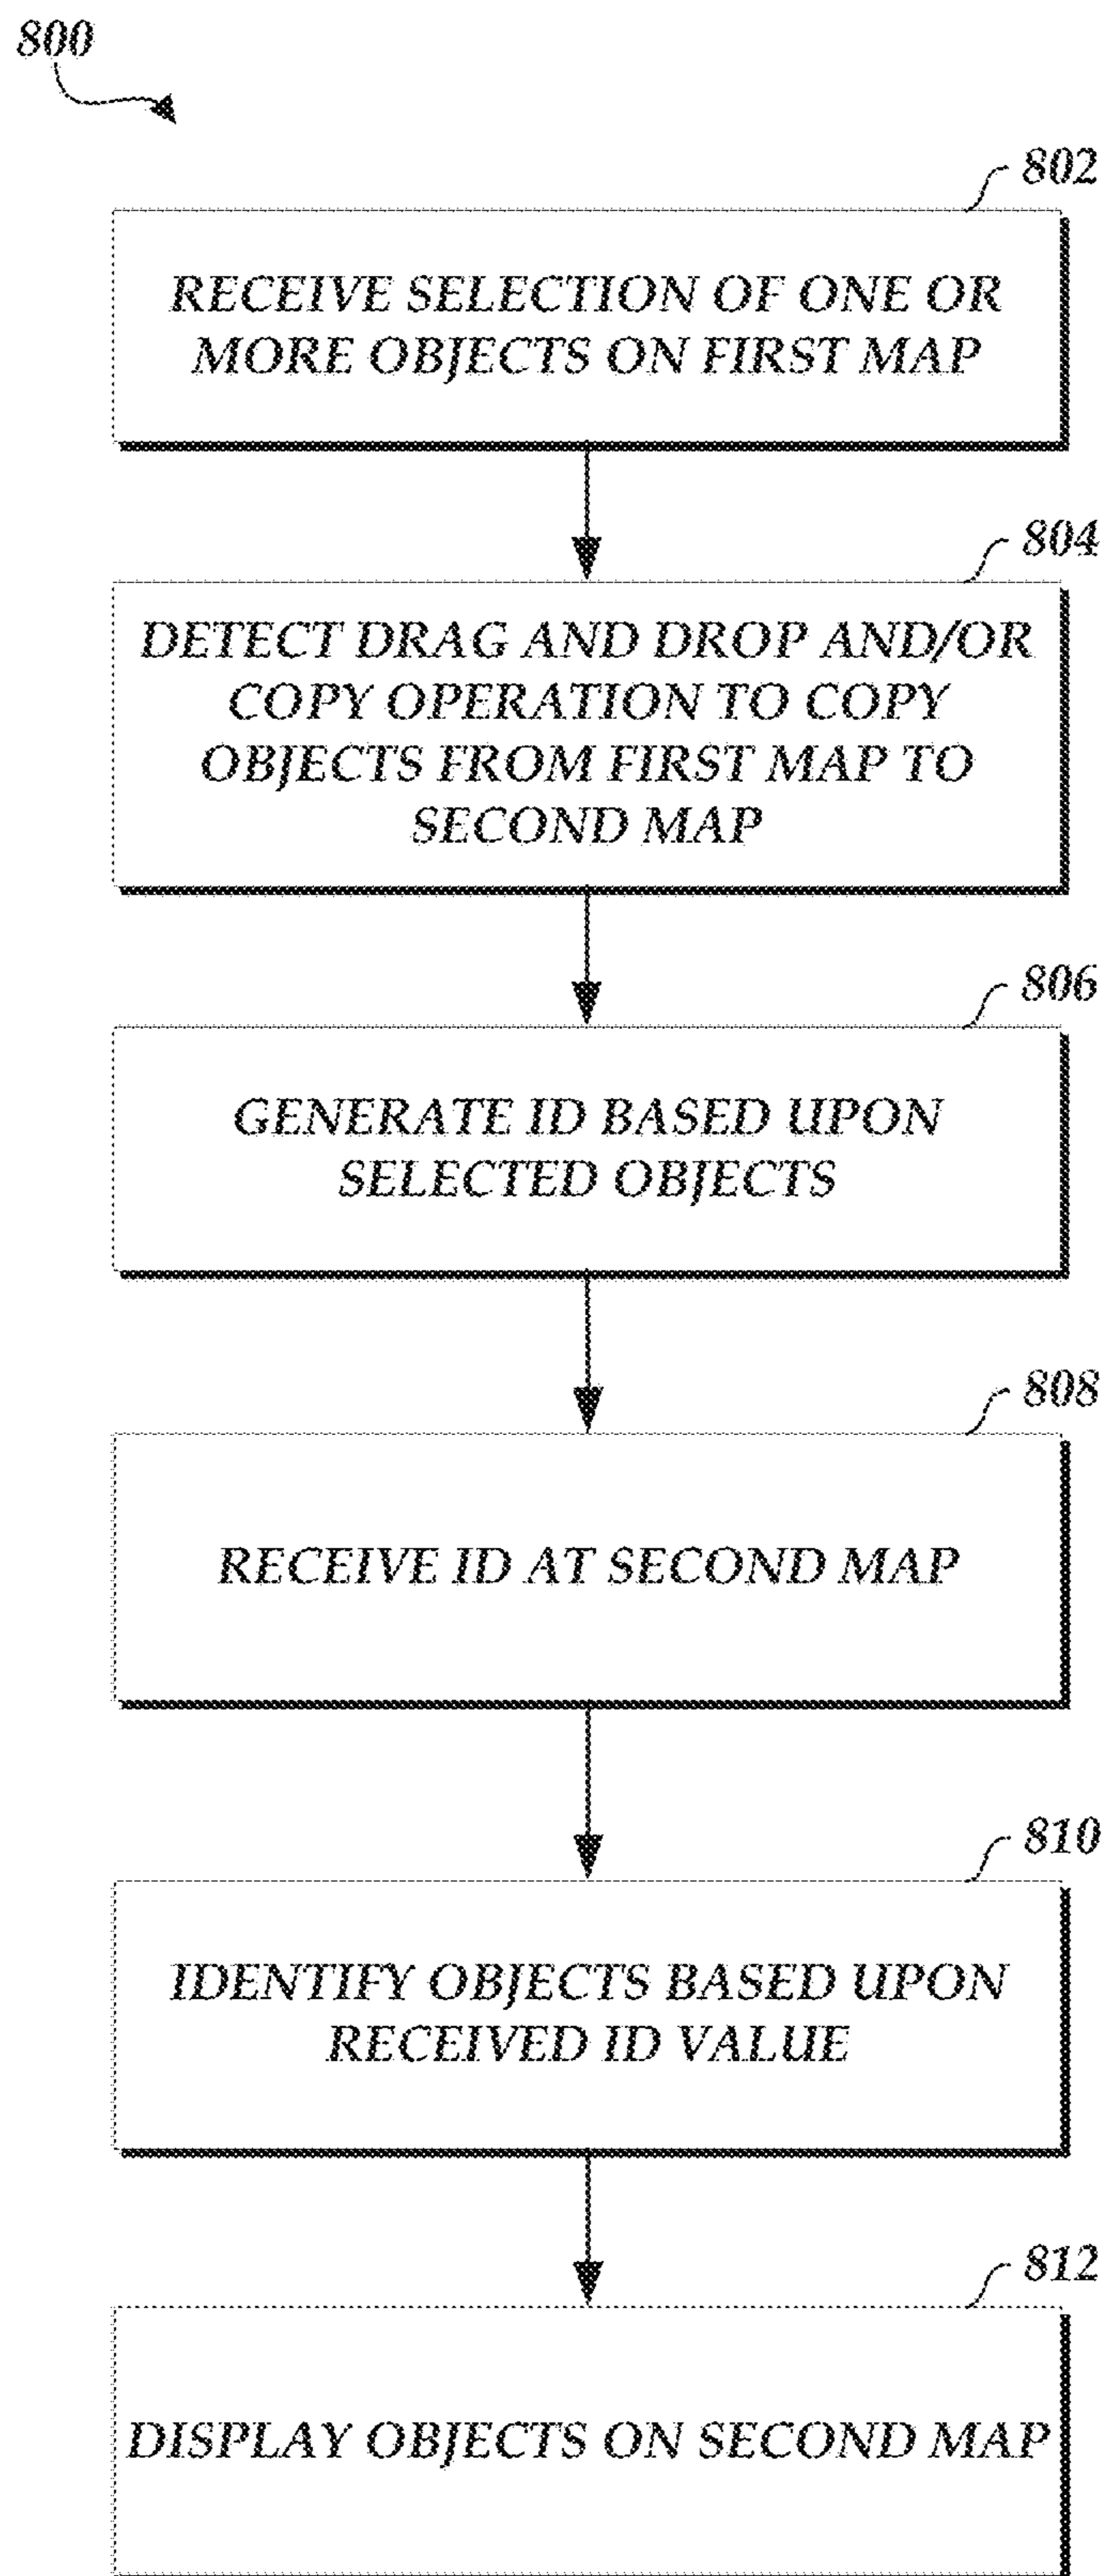 800
802
RECEIVE SELECTION OF ONE OR
MORE OBJECTS ON FIRST MAP
804
DETECT DRAG AND DROP AND/OR
COPY OPERATION TO COPY
OBJECTS FROM FIRST MAP TO
SECOND MAP
806
GENERATE ID BASED UPON
SELECTED OBJECTS
808
RECEIVE ID AT SECOND MAP
810
IDENTIFY OBJECTS BASED UPON
RECEIVED ID VALUE
812
DISPLAY OBJECTS ON SECOND MAP